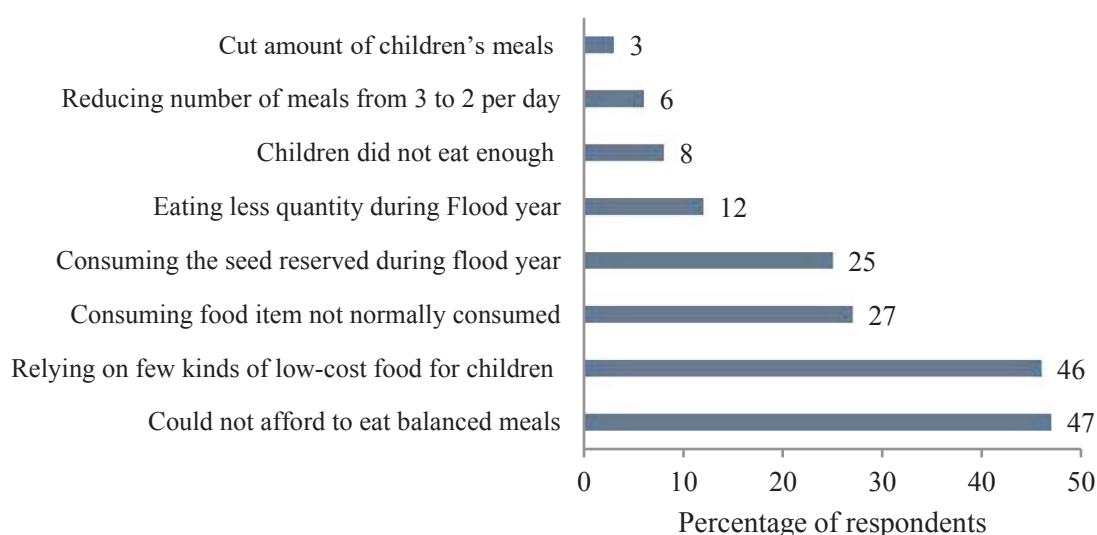 Cut amount of children’s meals 3
Reducing number of meals from 3 to 2 per day 6
Children did not eat enough 8
Eating less quantity during Flood year 12
Consuming the seed reserved during flood year 25
Consuming food item not normally consumed 27
Relying on few kinds of low-cost food for children 46
Could not afford to eat balanced meals 47
0 10 20 30 40 50
Percentage of respondents